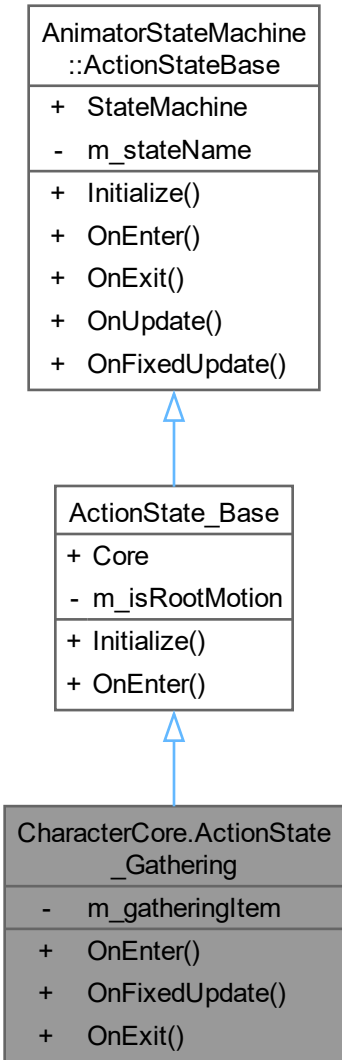 AnimatorStateMachine
::ActionStateBase
+ StateMachine
- m_stateName
+ Initialize()
+ OnEnter()
+ OnExit()
+ OnUpdate()
+ OnFixedUpdate()
ActionState_Base
+ Core
- m_isRootMotion
+ Initialize()
+ OnEnter()
CharacterCore.ActionState
_Gathering
- m_gatheringItem
+ OnEnter()
+ OnFixedUpdate()
+ OnExit()